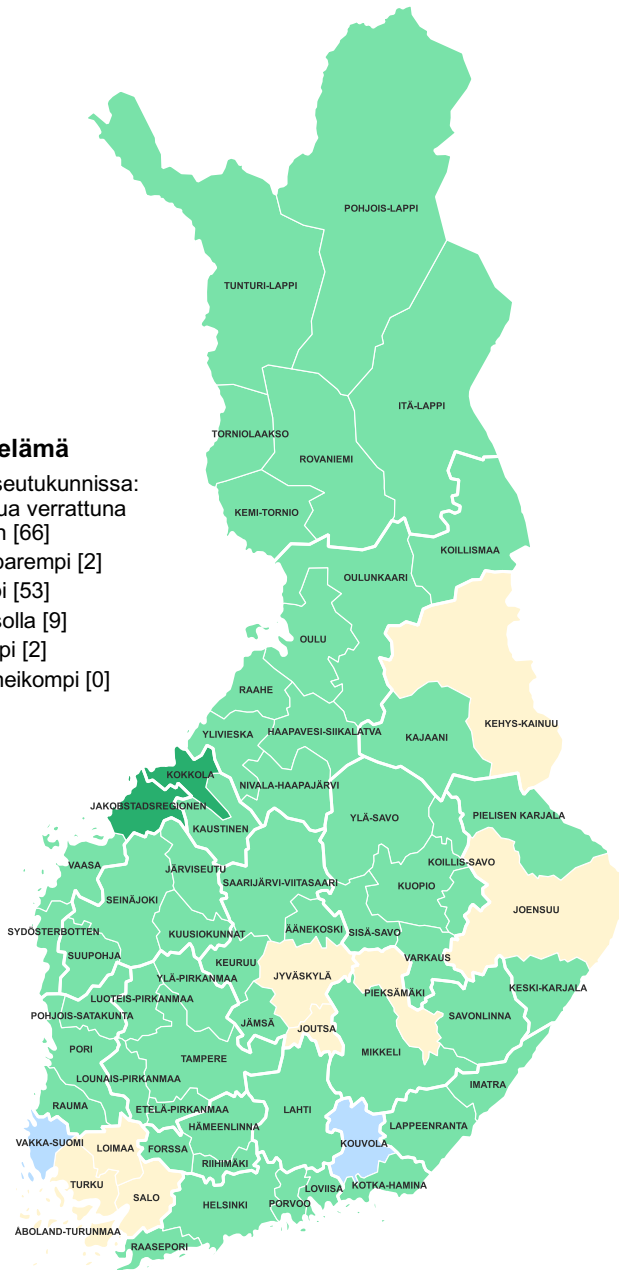 POHJOIS-LAPPI
TUNTURI-LAPPI
ITÄ-LAPPI
TORNIOLAAKSO
elämä
ROVANIEMI
seutukunnissa:
ua verrattuna
KEMI-TORNIO
n [66]
KOILLISMAA
parempi [2]
OULUNKAARI
pi [53]
solla [9]
OULU
pi [2]
heikompi [0]
RAAHE
KEHYS-KAINUU
YLIVIESKA
HAAPAVESI-SIIKALATVA
KAJAANI
KOKKOLA
NIVALA-HAAPAJÄRVI
JAKOBSTADSREGIONEN
PIELISEN KARJALA
YLÄ-SAVO
KAUSTINEN
KOILLIS-SAVO
VAASA
JÄRVISEUTU
SAARIJÄRVI-VIITASAARI
KUOPIO
SEINÄJOKI
JOENSUU
ÄÄNEKOSKI
SISÄ-SAVO
SYDÖSTERBOTTEN
KUUSIOKUNNAT
SUUPOHJA
VARKAUS
KEURUU
JYVÄSKYLÄ
YLÄ-PIRKANMAA
KESKI-KARJALA
PIEKSÄMÄKI
LUOTEIS-PIRKANMAA
POHJOIS-SATAKUNTA
SAVONLINNA
JÄMSÄ
JOUTSA
PORI
MIKKELI
TAMPERE
LOUNAIS-PIRKANMAA
IMATRA
RAUMA
ETELÄ-PIRKANMAA
LAHTI
HÄMEENLINNA
LAPPEENRANTA
VAKKA-SUOMI
LOIMAA
FORSSA
KOUVOLA
RIIHIMÄKI
TURKU
SALO
LOVIISA
KOTKA-HAMINA
HELSINKI
PORVOO
ÅBOLAND-TURUNMAA
RAASEPORI